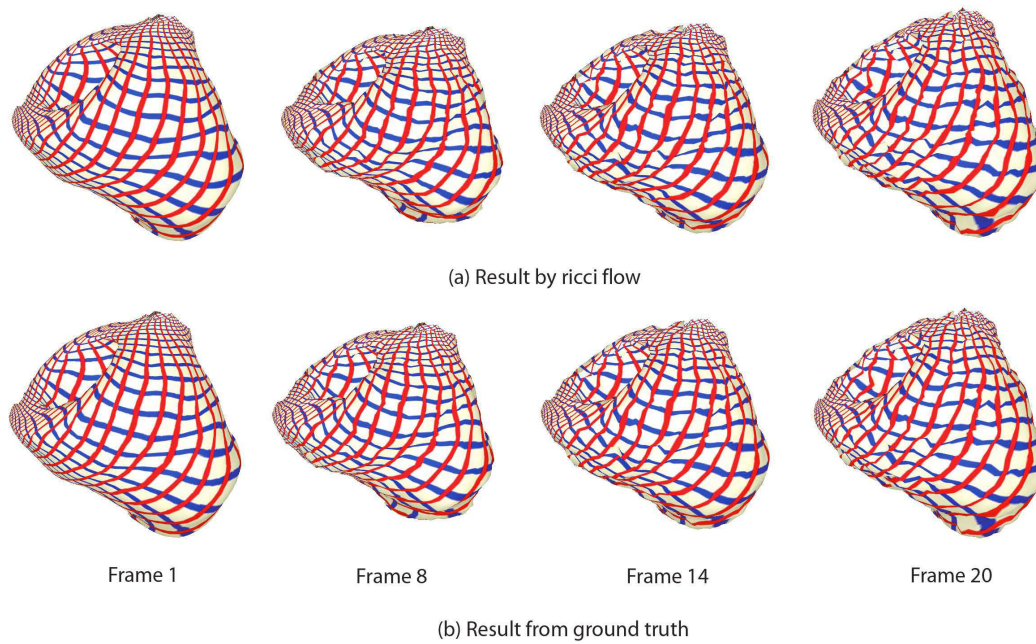 (a) Result by ricci flow
Frame 1
Frame 8
Frame 14
Frame 20
(b) Result from ground truth